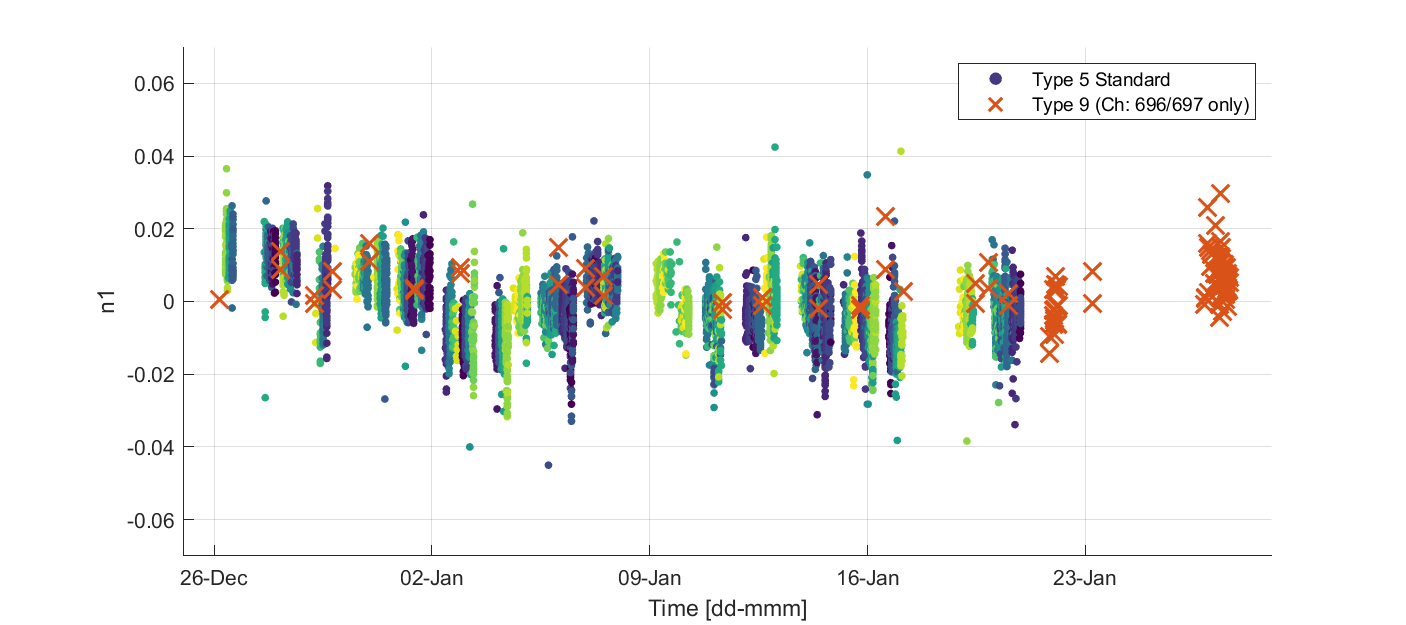 Type 5 Standard
Type 9 (Ch: 696/697 only)
0.06
0.04
0.02
0
-0.02
-0.04
-0.06
n1
26-Dec
02-Jan
09-Jan
16-Jan
23-Jan
Time [dd-mmm]